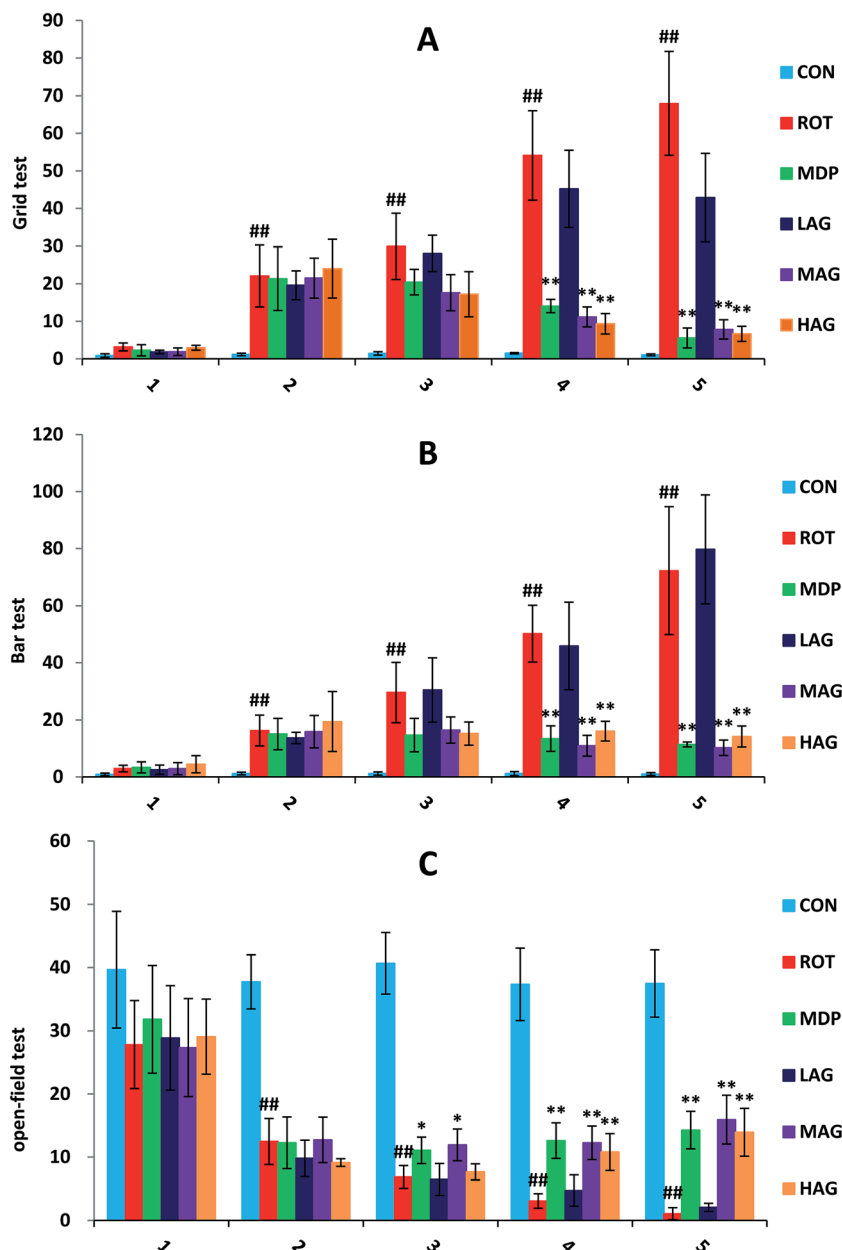 A
Grid test
90
80
70
60
50
40
30
20
10
0
##
##
##
##
**
**
**
**
**
**
1
2
3
4
5
CON
ROT
MDP
LAG
MAG
HAG
B
Bar test
120
100
80
60
40
20
0
##
##
##
##
**
**
**
**
**
**
1
2
3
4
5
CON
ROT
MDP
LAG
MAG
HAG
C
open-field test
60
50
40
30
20
10
0
##
##
*
*
##
**
**
**
##
**
**
**
1
2
3
4
5
CON
ROT
MDP
LAG
MAG
HAG